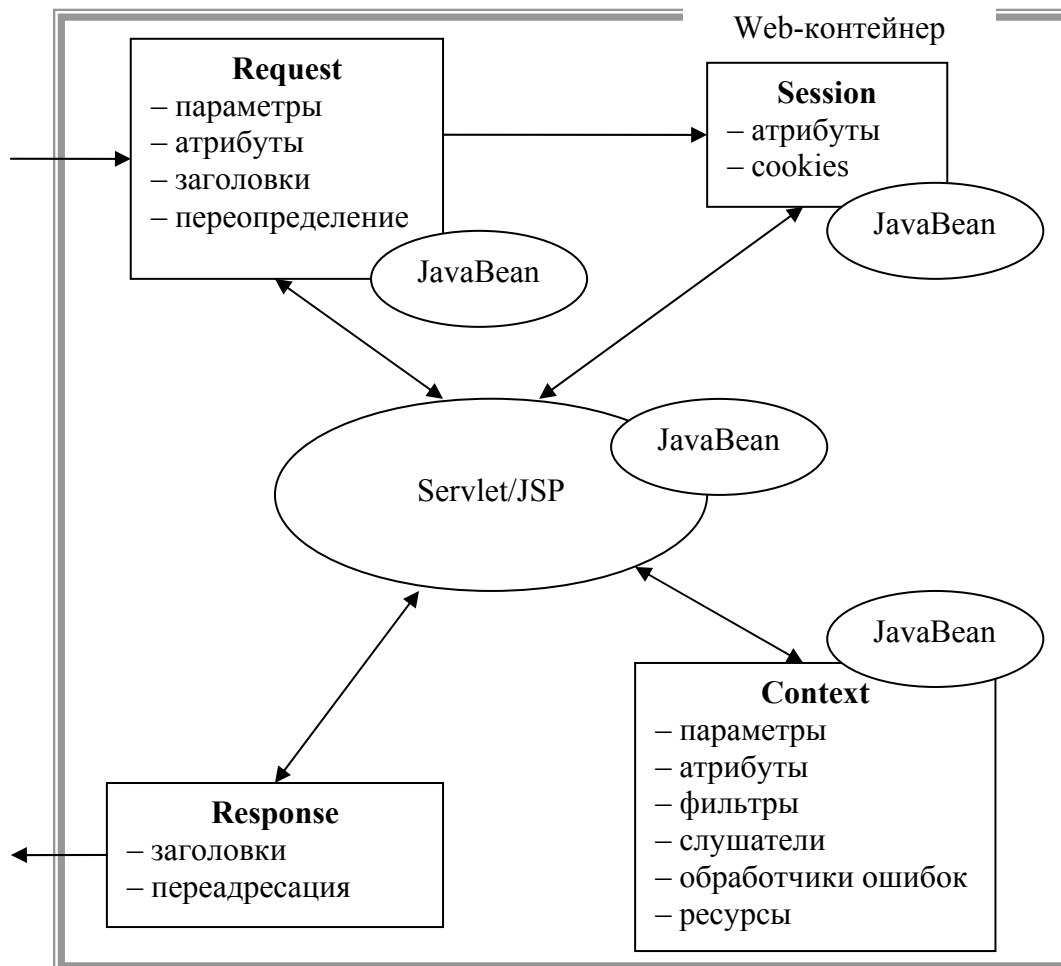 Web-контейнер
Request
– параметры
– атрибуты
– заголовки
– переопределение
JavaBean
Session
– атрибуты
– cookies
JavaBean
Servlet/JSP
JavaBean
JavaBean
Context
– параметры
– атрибуты
– фильтры
– слушатели
– обработчики ошибок
– ресурсы
Response
– заголовки
– переадресация